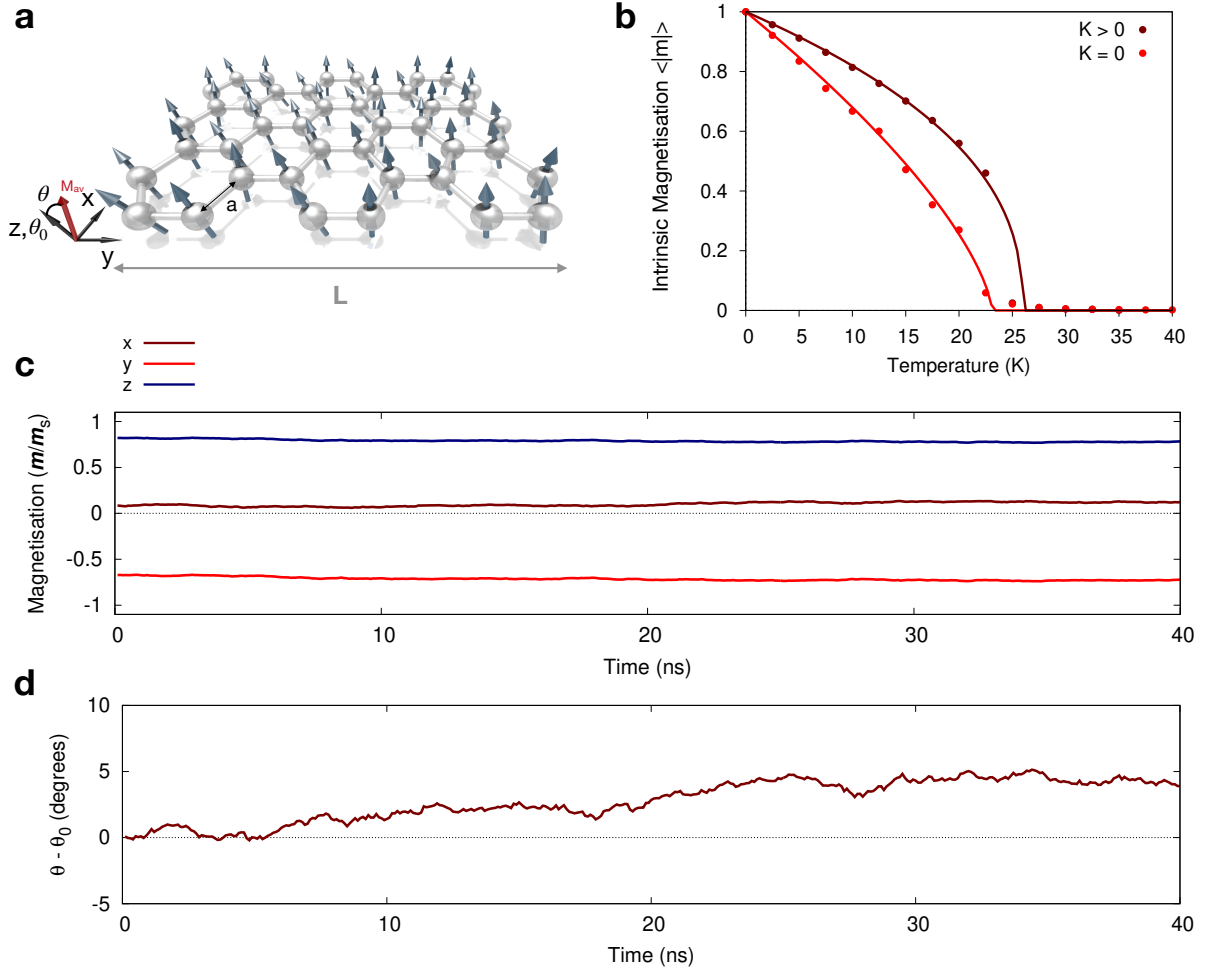 a
θ
M_av
x
z,θ_0
y
a
L
b
Intrinsic Magnetisation <|m|>
1
0.8
0.6
0.4
0.2
0
K > 0
K = 0
0 5 10 15 20 25 30 35 40
Temperature (K)
x
y
z
c
Magnetisation (m/m_s)
1
0.5
0
-0.5
-1
0 10 20 30 40
Time (ns)
d
θ - θ_0 (degrees)
10
5
0
-5
0 10 20 30 40
Time (ns)